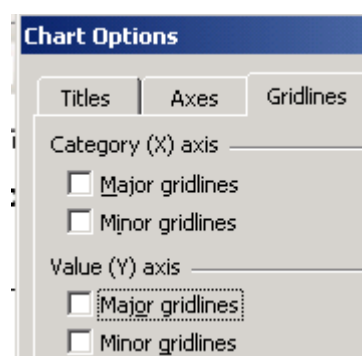 Chart Options
Titles Axes Gridlines
Category (X) axis
Major gridlines
Minor gridlines
Value (Y) axis
Major gridlines
Minor gridlines